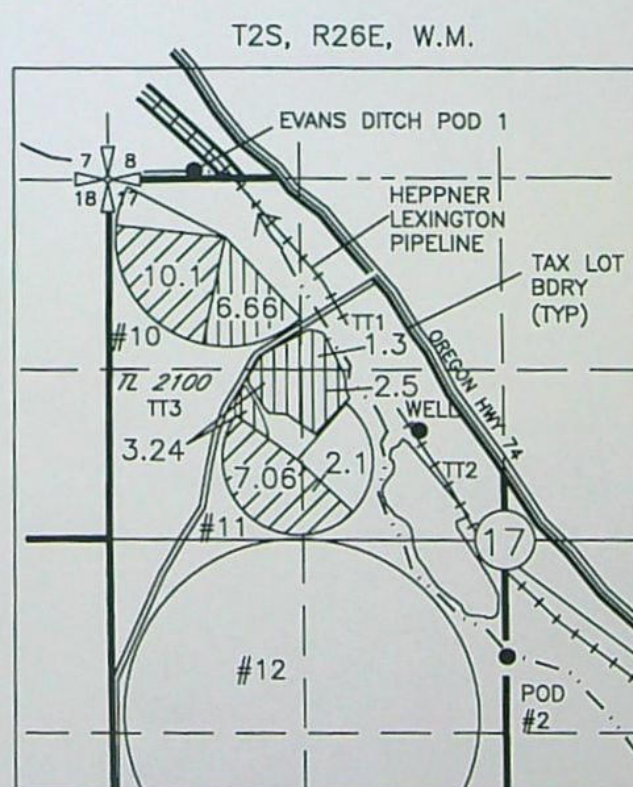 T2S, R26E, W.M.
EVANS DITCH POD 1
7 8
18 17
HEPPNER
LEXINGTON
PIPELINE
TAX LOT
BDRY
(TYP)
10.1
6.66
#10
TT1
1.3
OREGON HWY 74
TL 2100
TT3
2.5
WELL
3.24
7.06
2.1
TT2
#11
17
#12
POD
#2